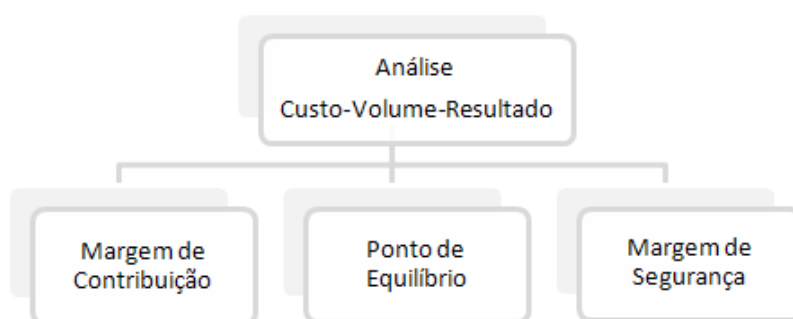 Análise
Custo-Volume-Resultado
Margem de
Contribuição
Ponto de
Equilíbrio
Margem de
Segurança